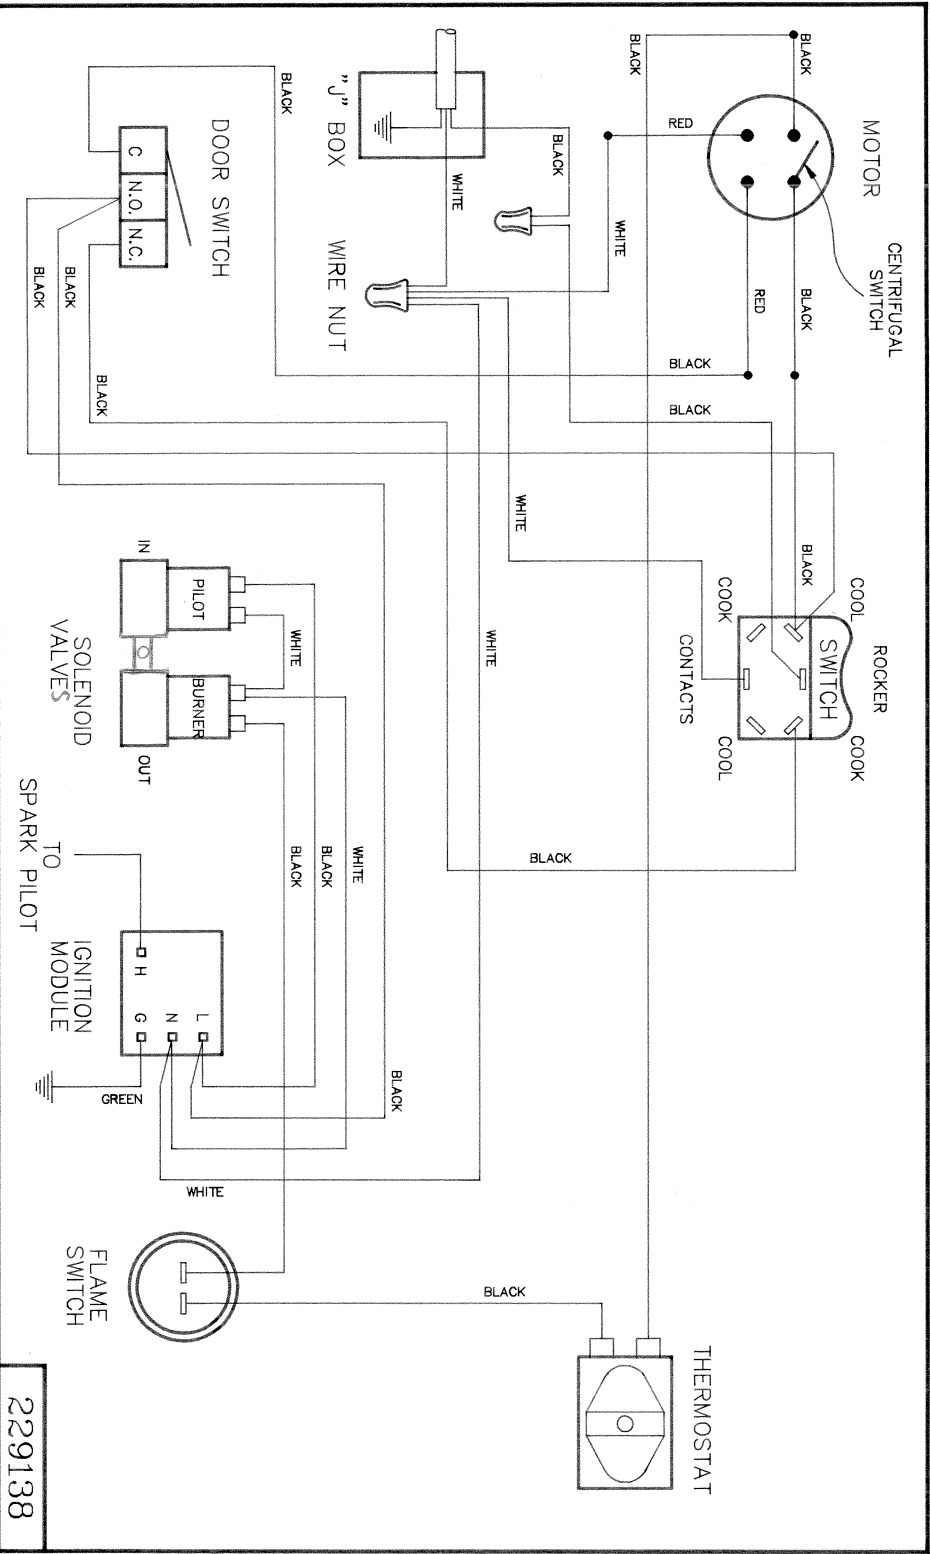 BLACK
DOOR SWITCH
C
N.O.
N.C.
BLACK
BLACK
BLACK
"J" BOX
WHITE
BLACK
WIRE NUT
WHITE
RED
BLACK
BLACK
MOTOR
CENTRIFUGAL
SWITCH
RED
BLACK
BLACK
BLACK
WHITE
WHITE
BLACK
COOL
COOK
ROCKER
SWITCH
CONTACTS
COOK
COOL
BLACK
IN
PILOT
WHITE
BURNER
OUT
SOLENOID
VALVES
BLACK
BLACK
WHITE
TO
SPARK PILOT
IGNITION
MODULE
H
G
N
L
GREEN
BLACK
WHITE
FLAME
SWITCH
BLACK
THERMOSTAT
229138